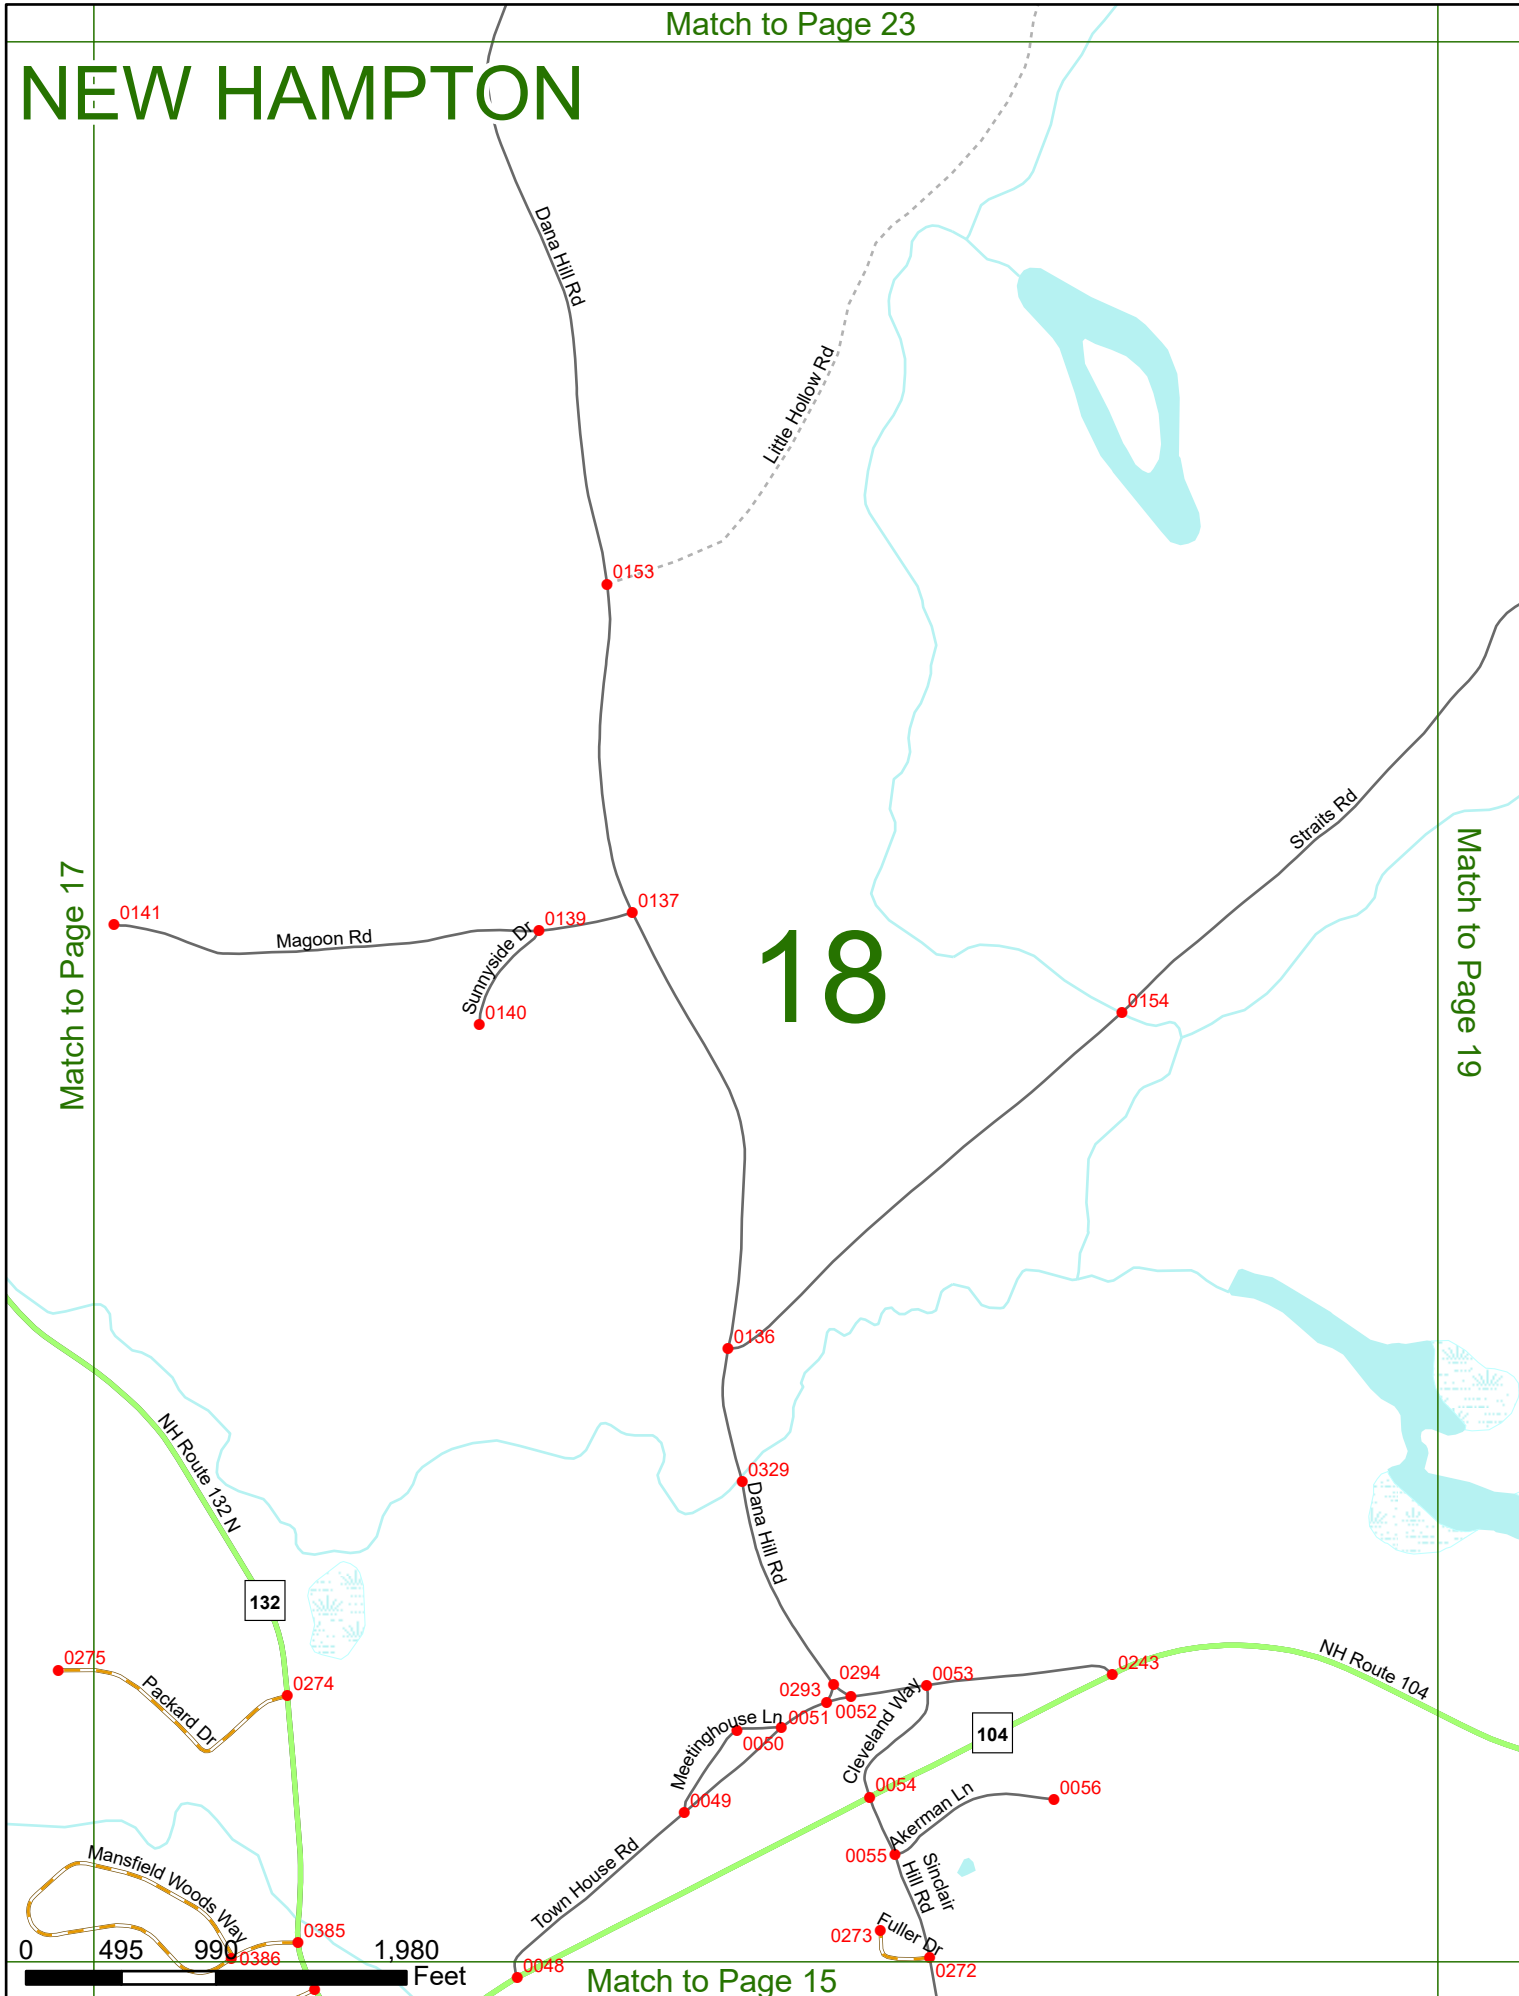 Match to Page 23
NEW HAMPTON
Dana Hill Rd
Little Hollow Rd
0153
Straits Rd
Match to Page 17
Match to Page 19
0141
Magoon Rd
0139
0137
Sunnyside Dr
0140
18
0154
0136
NH Route 132 N
0329
Dana Hill Rd
132
0275
Packard Dr
0274
0294
0053
0243
NH Route 104
0293
0052
0051
Meetinghouse Ln
0050
Cleveland Way
104
0054
0049
Akerman Ln
0056
0055
Sinclair
Hill Rd
Town House Rd
Mansfield Woods Way
0385
0386
Fuller Dr
0273
0272
0048
0 495 990 1,980
Feet
Match to Page 15